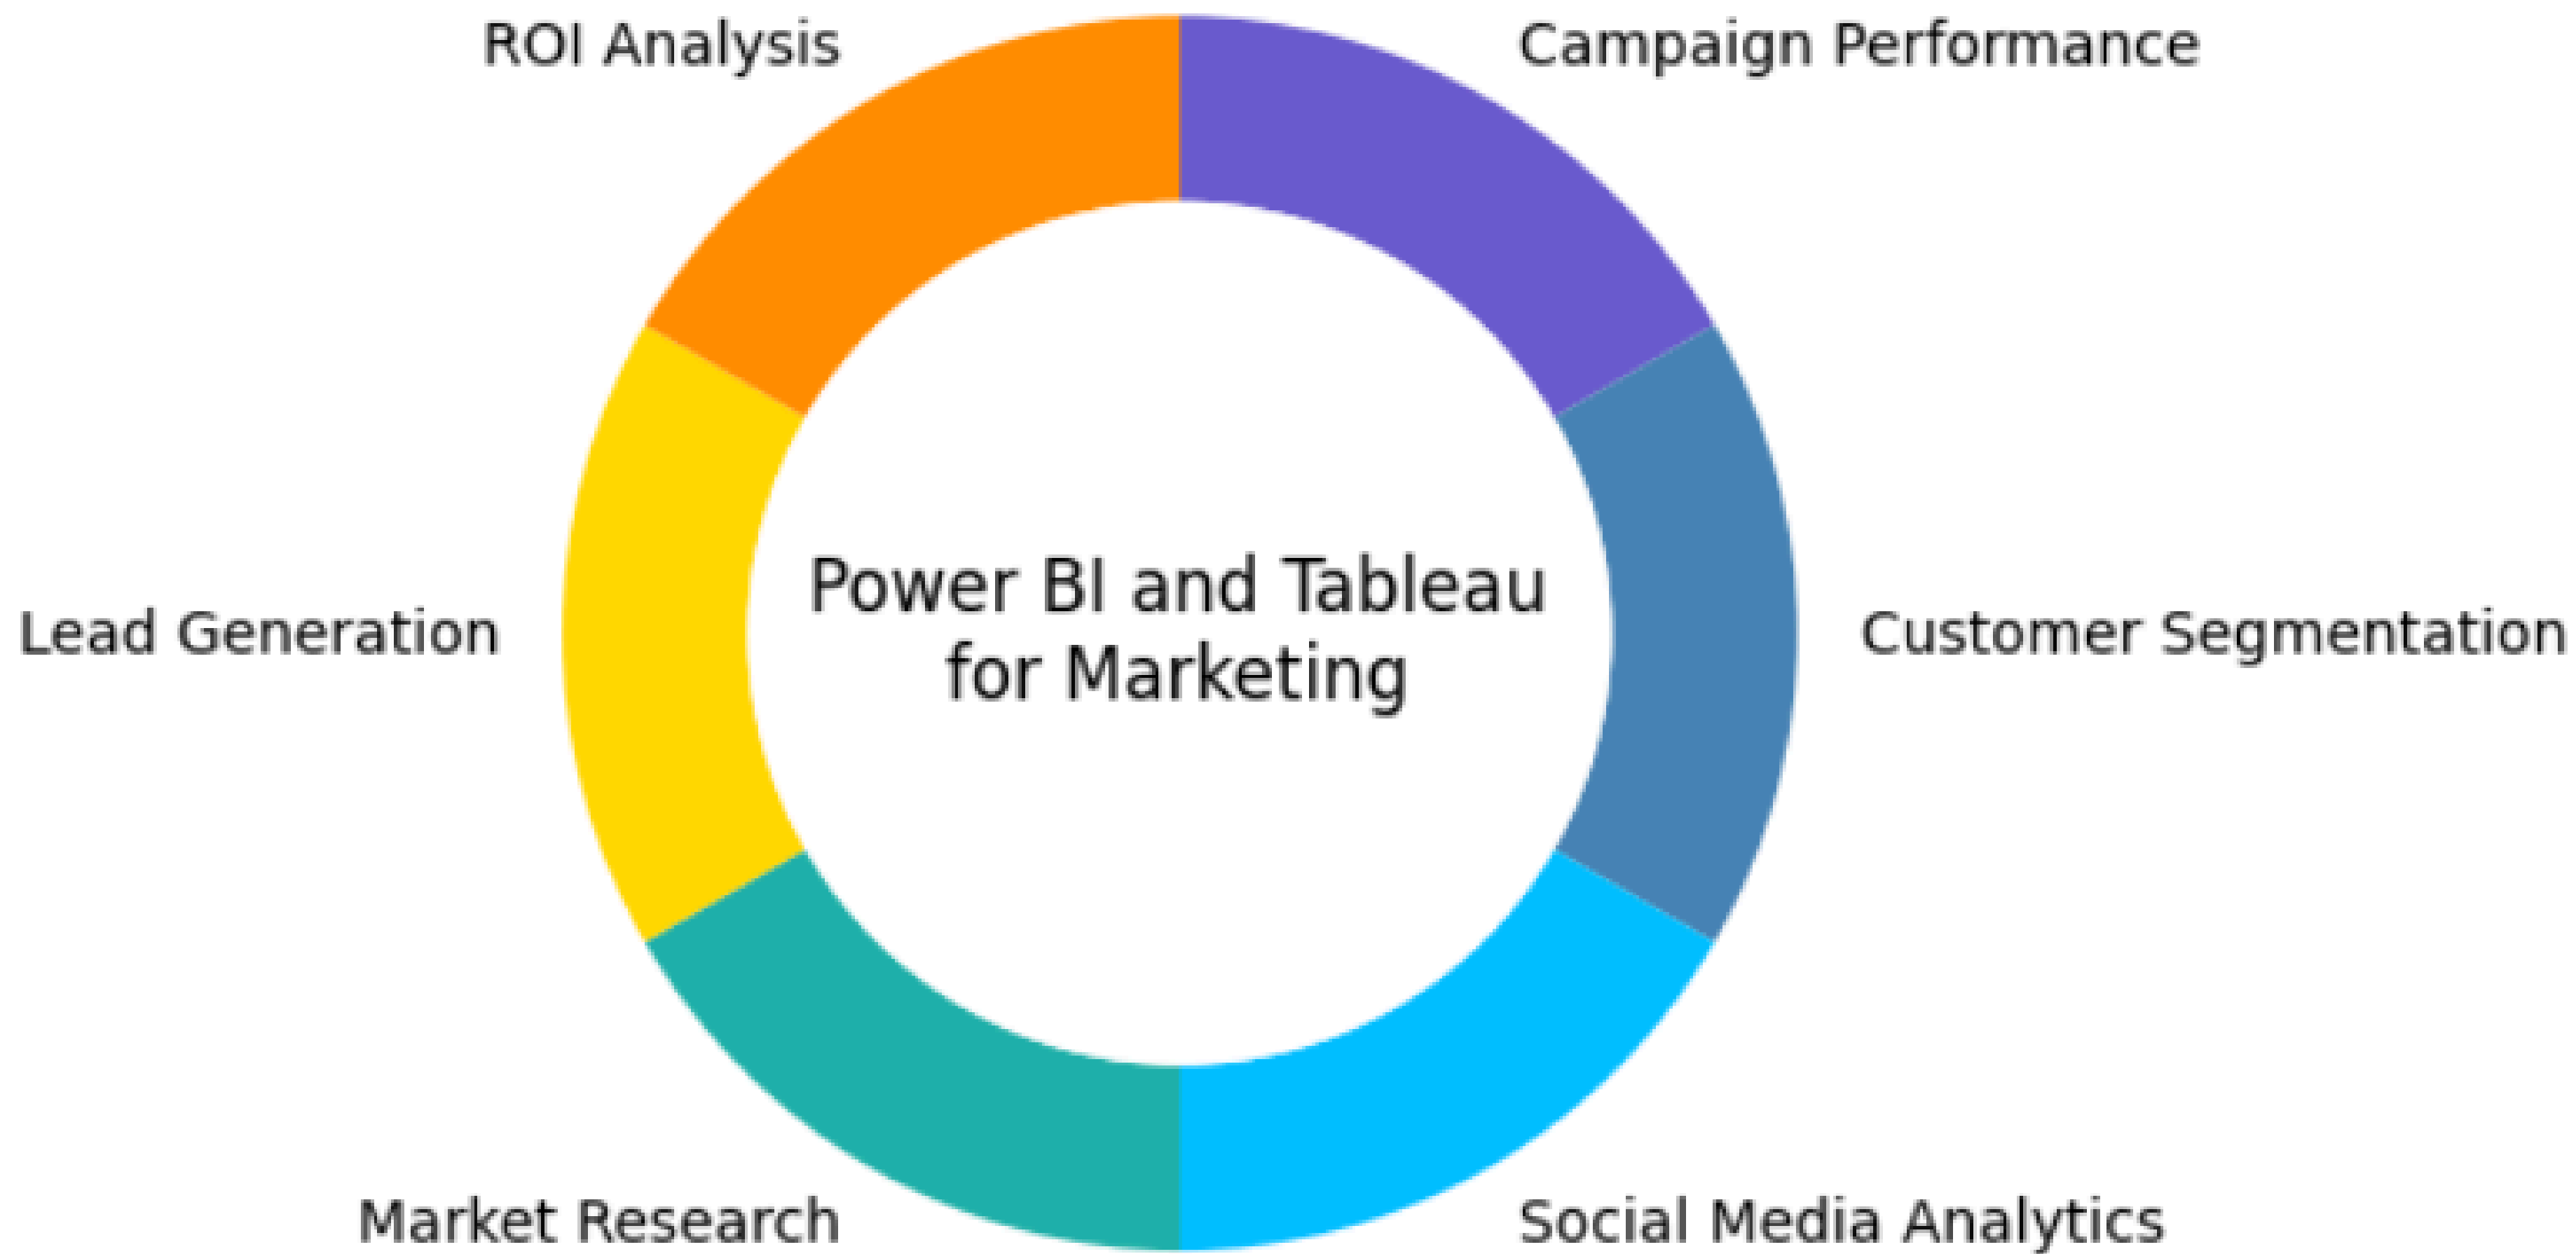 ROI Analysis
Campaign Performance
Power BI and Tableau
for Marketing
Lead Generation
Customer Segmentation
Market Research
Social Media Analytics